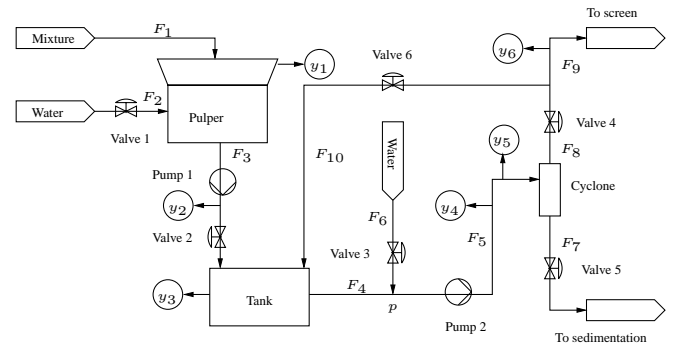 To screen
Mixture
F1
y1
Valve 6
y6
F9
Water
F2
Valve 1
Pulper
Valve 4
F3
F10
Water
y5
F8
Pump 1
Cyclone
y2
F6
y4
Valve 2
F5
F7
Valve 3
Valve 5
y3
Tank
F4
p
Pump 2
To sedimentation